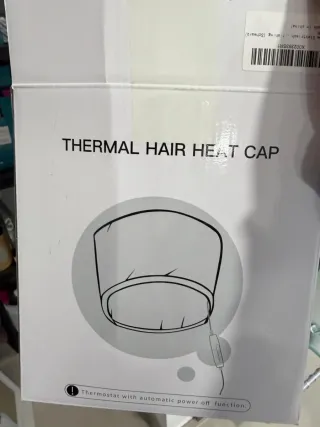 THERMAL HAIR HEAT CAP
Thermostat with automatic power off function.